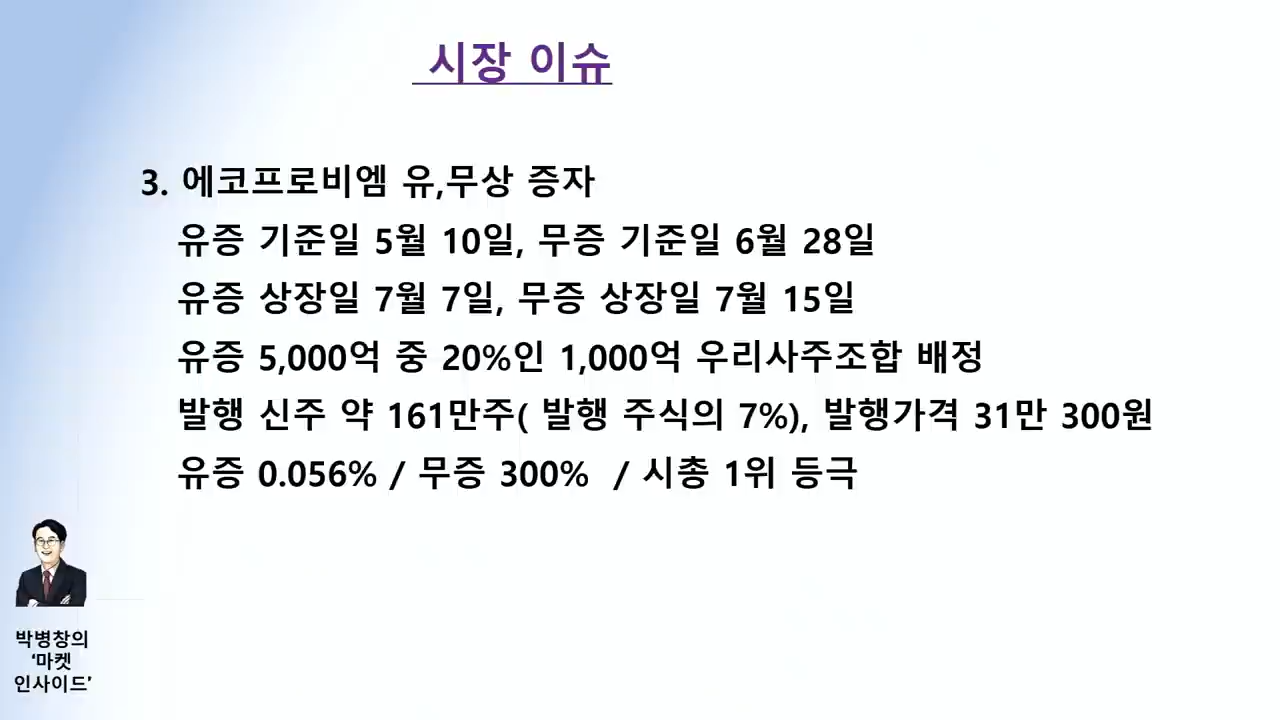 시장 이슈
3. 에코프로비엠 유,무상 증자
유증 기준일 5월 10일, 무증 기준일 6월 28일
유증 상장일 7월 7일, 무증 상장일 7월 15일
유증 5,000억 중 20%인 1,000억 우리사주조합 배정
발행 신주 약 161만주( 발행 주식의 7%), 발행가격 31만 300원
유증 0.056% / 무증 300%  / 시총 1위 등극
박병창의
‘마켓
인사이드’